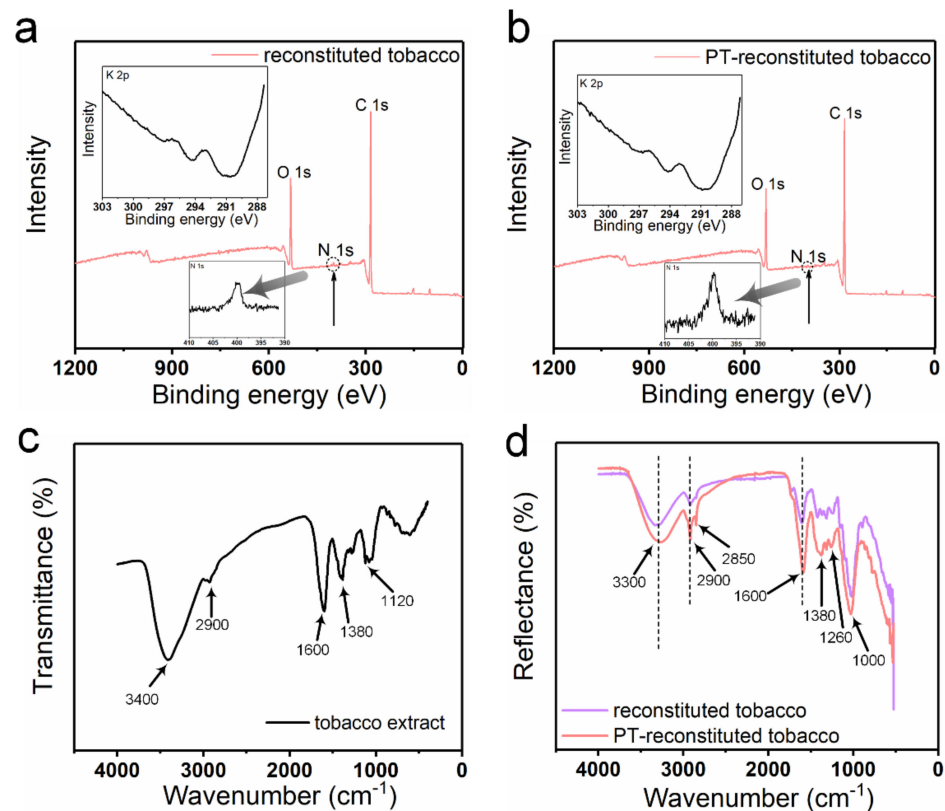 a
reconstituted tobacco
K 2p
Intensity
303 300 297 294 291 288
Binding energy (eV)
C 1s
O 1s
N 1s
N 1s
410 405 400 395 390
Intensity
1200 900 600 300 0
Binding energy (eV)
b
PT-reconstituted tobacco
K 2p
Intensity
303 300 297 294 291 288
Binding energy (eV)
C 1s
O 1s
N 1s
N 1s
410 405 400 395 390
Intensity
1200 900 600 300 0
Binding energy (eV)
c
Transmittance (%)
3400
2900
1600
1380
1120
tobacco extract
4000 3000 2000 1000 0
Wavenumber (cm⁻¹)
d
Reflectance (%)
3300
2900
2850
1600
1380
1260
1000
reconstituted tobacco
PT-reconstituted tobacco
4000 3000 2000 1000 0
Wavenumber (cm⁻¹)